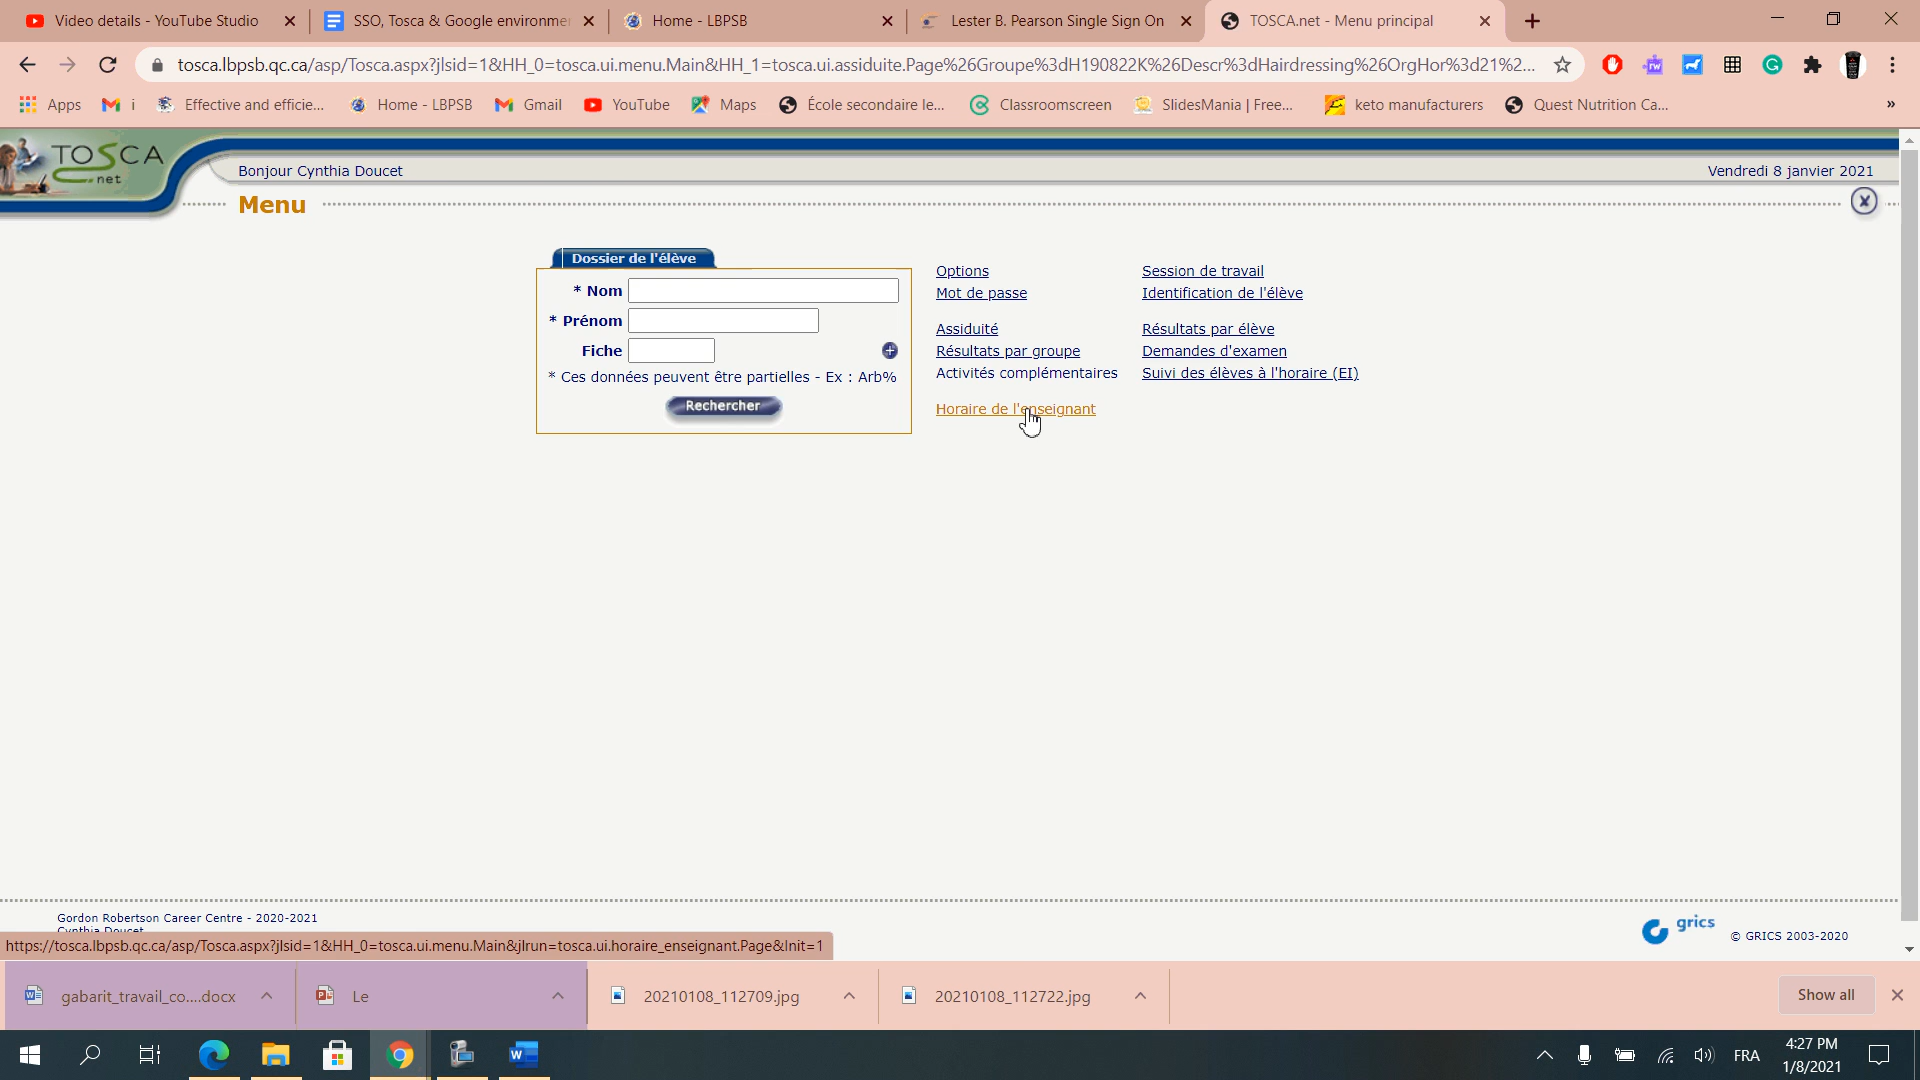 Video details - YouTube Studio
SSO, Tosca & Google environme
Home - LBPSB
Lester B. Pearson Single Sign On
TOSCA.net - Menu principal
tosca.lbpsb.qc.ca/asp/Tosca.aspx?jlsid=1&HH_0=tosca.ui.menu.Main&HH_1=tosca.ui.assiduite.Page%26Groupe%3dH190822K%26Descr%3dHairdressing%26OrgHor%3d21%2...
Apps
i
Effective and efficie...
Home - LBPSB
Gmail
YouTube
Maps
École secondaire le...
Classroomscreen
SlidesMania | Free...
keto manufacturers
Quest Nutrition Ca...
»
TOSCA
.net
Bonjour Cynthia Doucet
Vendredi 8 janvier 2021
Menu
Dossier de l'élève
* Nom
* Prénom
Fiche
* Ces données peuvent être partielles - Ex : Arb%
Rechercher
Options
Mot de passe
Assiduité
Résultats par groupe
Activités complémentaires
Horaire de l'enseignant
Session de travail
Identification de l'élève
Résultats par élève
Demandes d'examen
Suivi des élèves à l'horaire (EI)
Gordon Robertson Career Centre - 2020-2021
Cynthia Doucet
grics
© GRICS 2003-2020
https://tosca.lbpsb.qc.ca/asp/Tosca.aspx?jlsid=1&HH_0=tosca.ui.menu.Main&jlrun=tosca.ui.horaire_enseignant.Page&Init=1
gabarit_travail_co....docx
Le
20210108_112709.jpg
20210108_112722.jpg
Show all
FRA
4:27 PM
1/8/2021